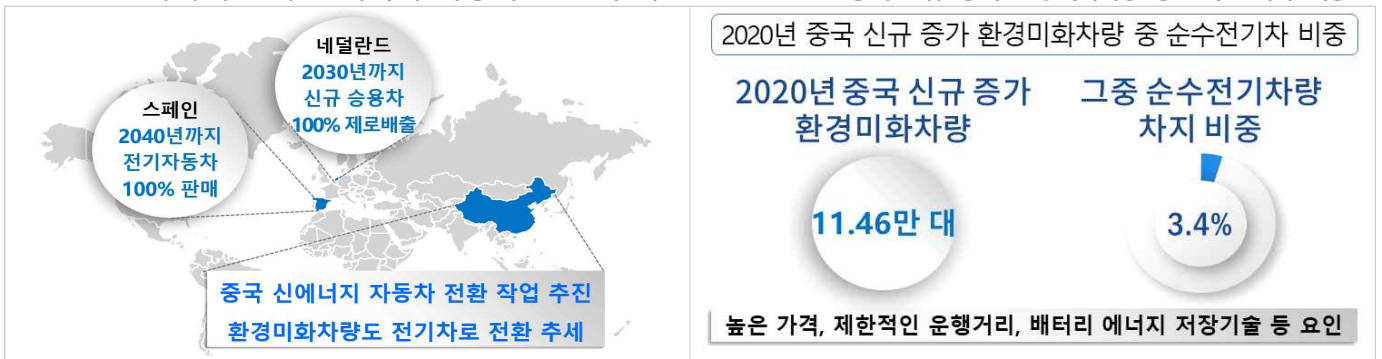 네덜란드
2030년까지
신규 승용차
100% 제로배출
스페인
2040년까지
전기자동차
100% 판매
중국 신에너지 자동차 전환 작업 추진
환경미화차량도 전기차로 전환 추세
2020년 중국 신규 증가 환경미화차량 중 순수전기차 비중
2020년 중국 신규 증가
환경미화차량
11.46만 대
그중 순수전기차량
차지 비중
3.4%
높은 가격, 제한적인 운행거리, 배터리 에너지 저장기술 등 요인